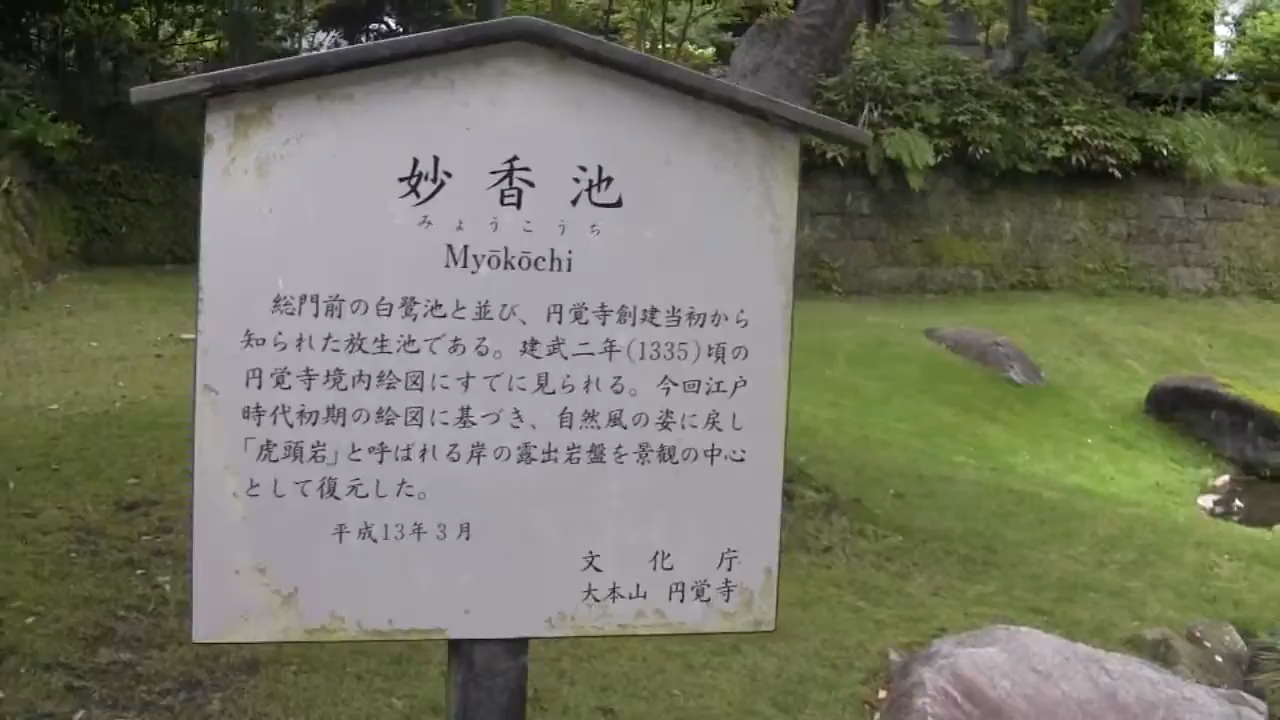 妙香池
みょうこうち
Myōkōchi
総門前の白鷺池と並び、円覚寺創建当初から
知られた放生池である。建武二年(1335)頃の
円覚寺境内絵図にすでに見られる。今回江戸
時代初期の絵図に基づき、自然風の姿に戻し
「虎頭岩」と呼ばれる岸の露出岩盤を景観の中心
として復元した。
平成13年3月
文化庁
大本山 円覚寺